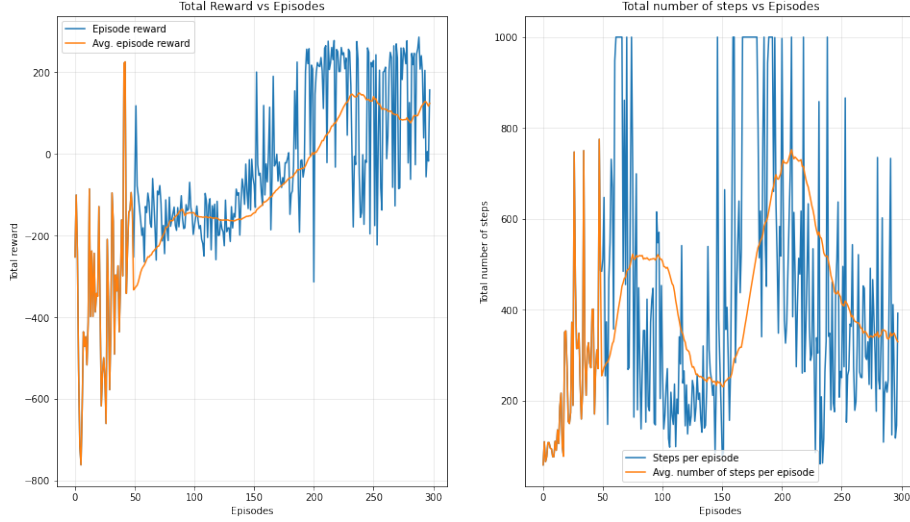 Total Reward vs Episodes
Episode reward
Avg. episode reward
200
0
−200
−400
−600
−800
Total reward
0
50
100
150
200
250
300
Episodes
Total number of steps vs Episodes
1000
800
600
400
200
Total number of steps
Steps per episode
Avg. number of steps per episode
0
50
100
150
200
250
300
Episodes